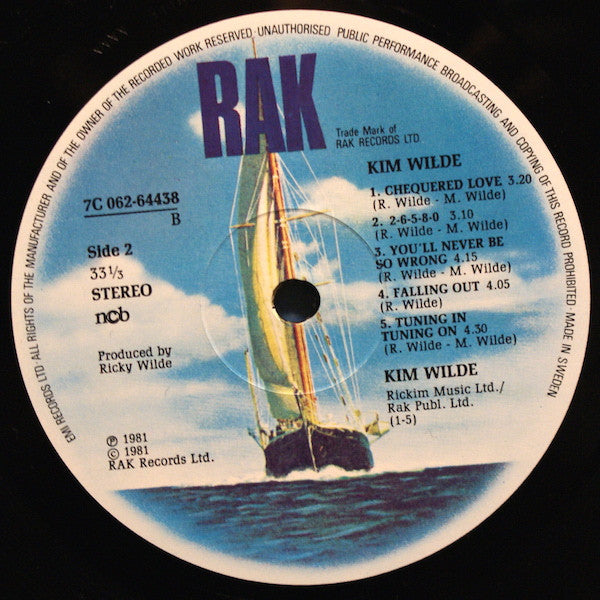 EMI RECORDS LTD · ALL RIGHTS OF THE MANUFACTURER AND OF THE OWNER OF THE RECORDED WORK RESERVED · UNAUTHORISED PUBLIC PERFORMANCE BROADCASTING AND COPYING OF THIS RECORD PROHIBITED · MADE IN SWEDEN
RAK
Trade Mark of
RAK RECORDS LTD.
7C 062-64438
B
Side 2
33 1/3
STEREO
ncb
Produced by
Ricky Wilde
℗ 1981
© 1981
RAK Records Ltd.
KIM WILDE
1. CHEQUERED LOVE 3.20
(R. Wilde - M. Wilde)
2. 2-6-5-8-0 3.10
(R. Wilde - M. Wilde)
3. YOU'LL NEVER BE
SO WRONG 4.15
(R. Wilde - M. Wilde)
4. FALLING OUT 4.05
(R. Wilde)
5. TUNING IN
TUNING ON 4.30
(R. Wilde - M. Wilde)
KIM WILDE
Rickim Music Ltd./
Rak Publ. Ltd.
(1-5)